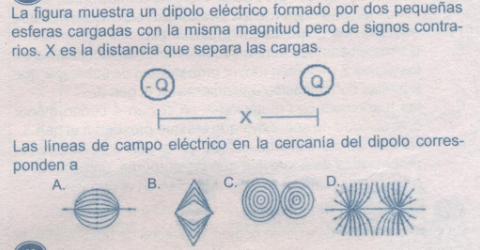 La figura muestra un dipolo eléctrico formado por dos pequeñas
esferas cargadas con la misma magnitud pero de signos contra-
rios. X es la distancia que separa las cargas.
- Q Q
X
Las líneas de campo eléctrico en la cercanía del dipolo corres-
ponden a
A. B. C. D.